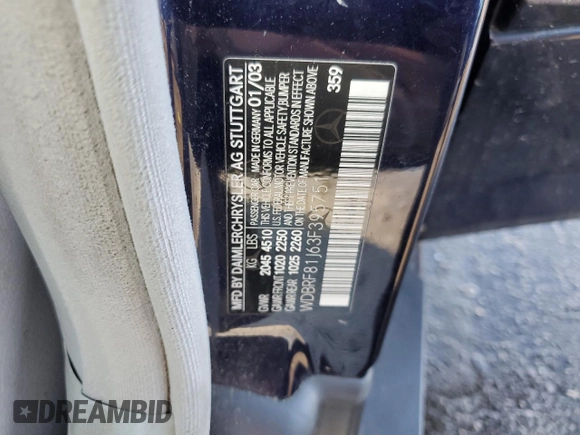 MFD BY DAIMLERCHRYSLER AG STUTTGART
MADE IN GERMANY 01/03
KG LBS
THIS VEHICLE CONFORMS TO ALL APPLICABLE
GVWR 2045 4510 U.S. FEDERAL MOTOR VEHICLE SAFETY, BUMPER
GAWR FRONT 1020 2250 AND THEFT PREVENTION STANDARDS IN EFFECT
GAWR REAR 1025 2260 ON THE DATE OF MANUFACTURE SHOWN ABOVE
WDBRF81J63F39 75
359
DREAMBID